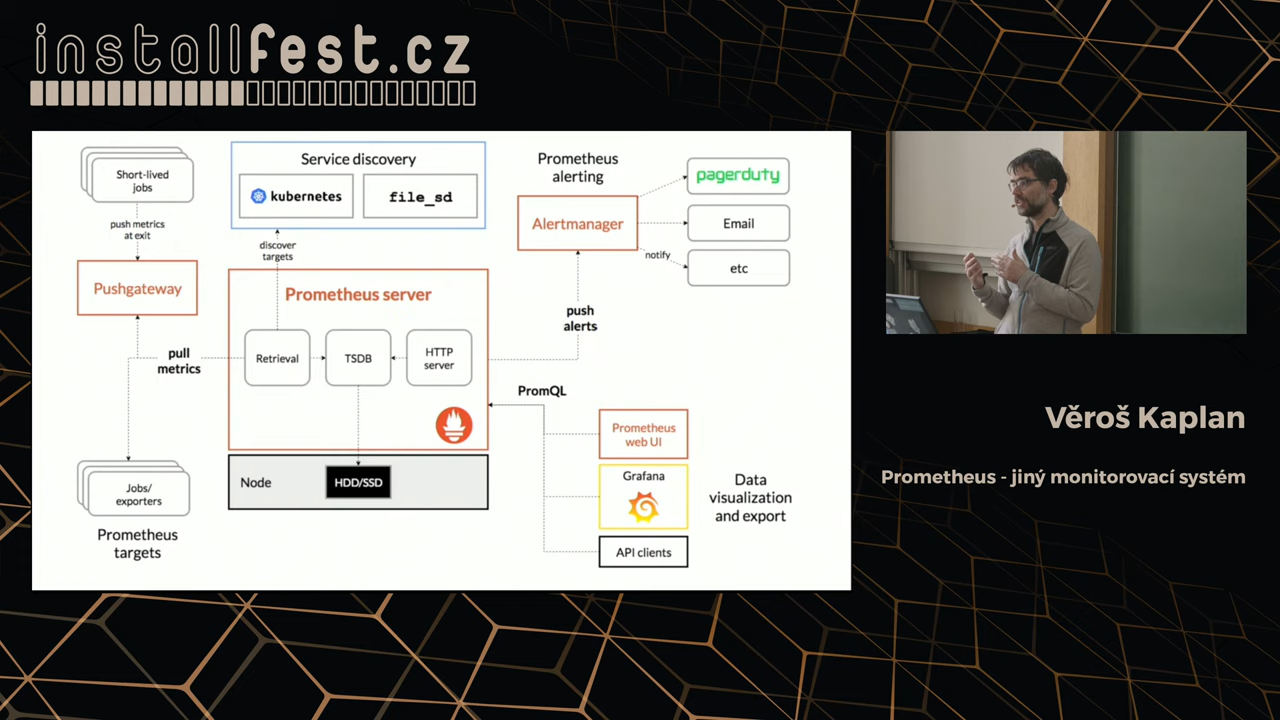 installfest.cz
Short-lived
jobs
push metrics
at exit
Pushgateway
pull
metrics
Jobs/
exporters
Prometheus
targets
Service discovery
kubernetes
file_sd
discover
targets
Prometheus server
Retrieval
TSDB
HTTP
server
Node
HDD/SSD
Prometheus
alerting
Alertmanager
pagerduty
Email
etc
notify
push
alerts
PromQL
Prometheus
web UI
Grafana
API clients
Data
visualization
and export
Věroš Kaplan
Prometheus - jiný monitorovací systém